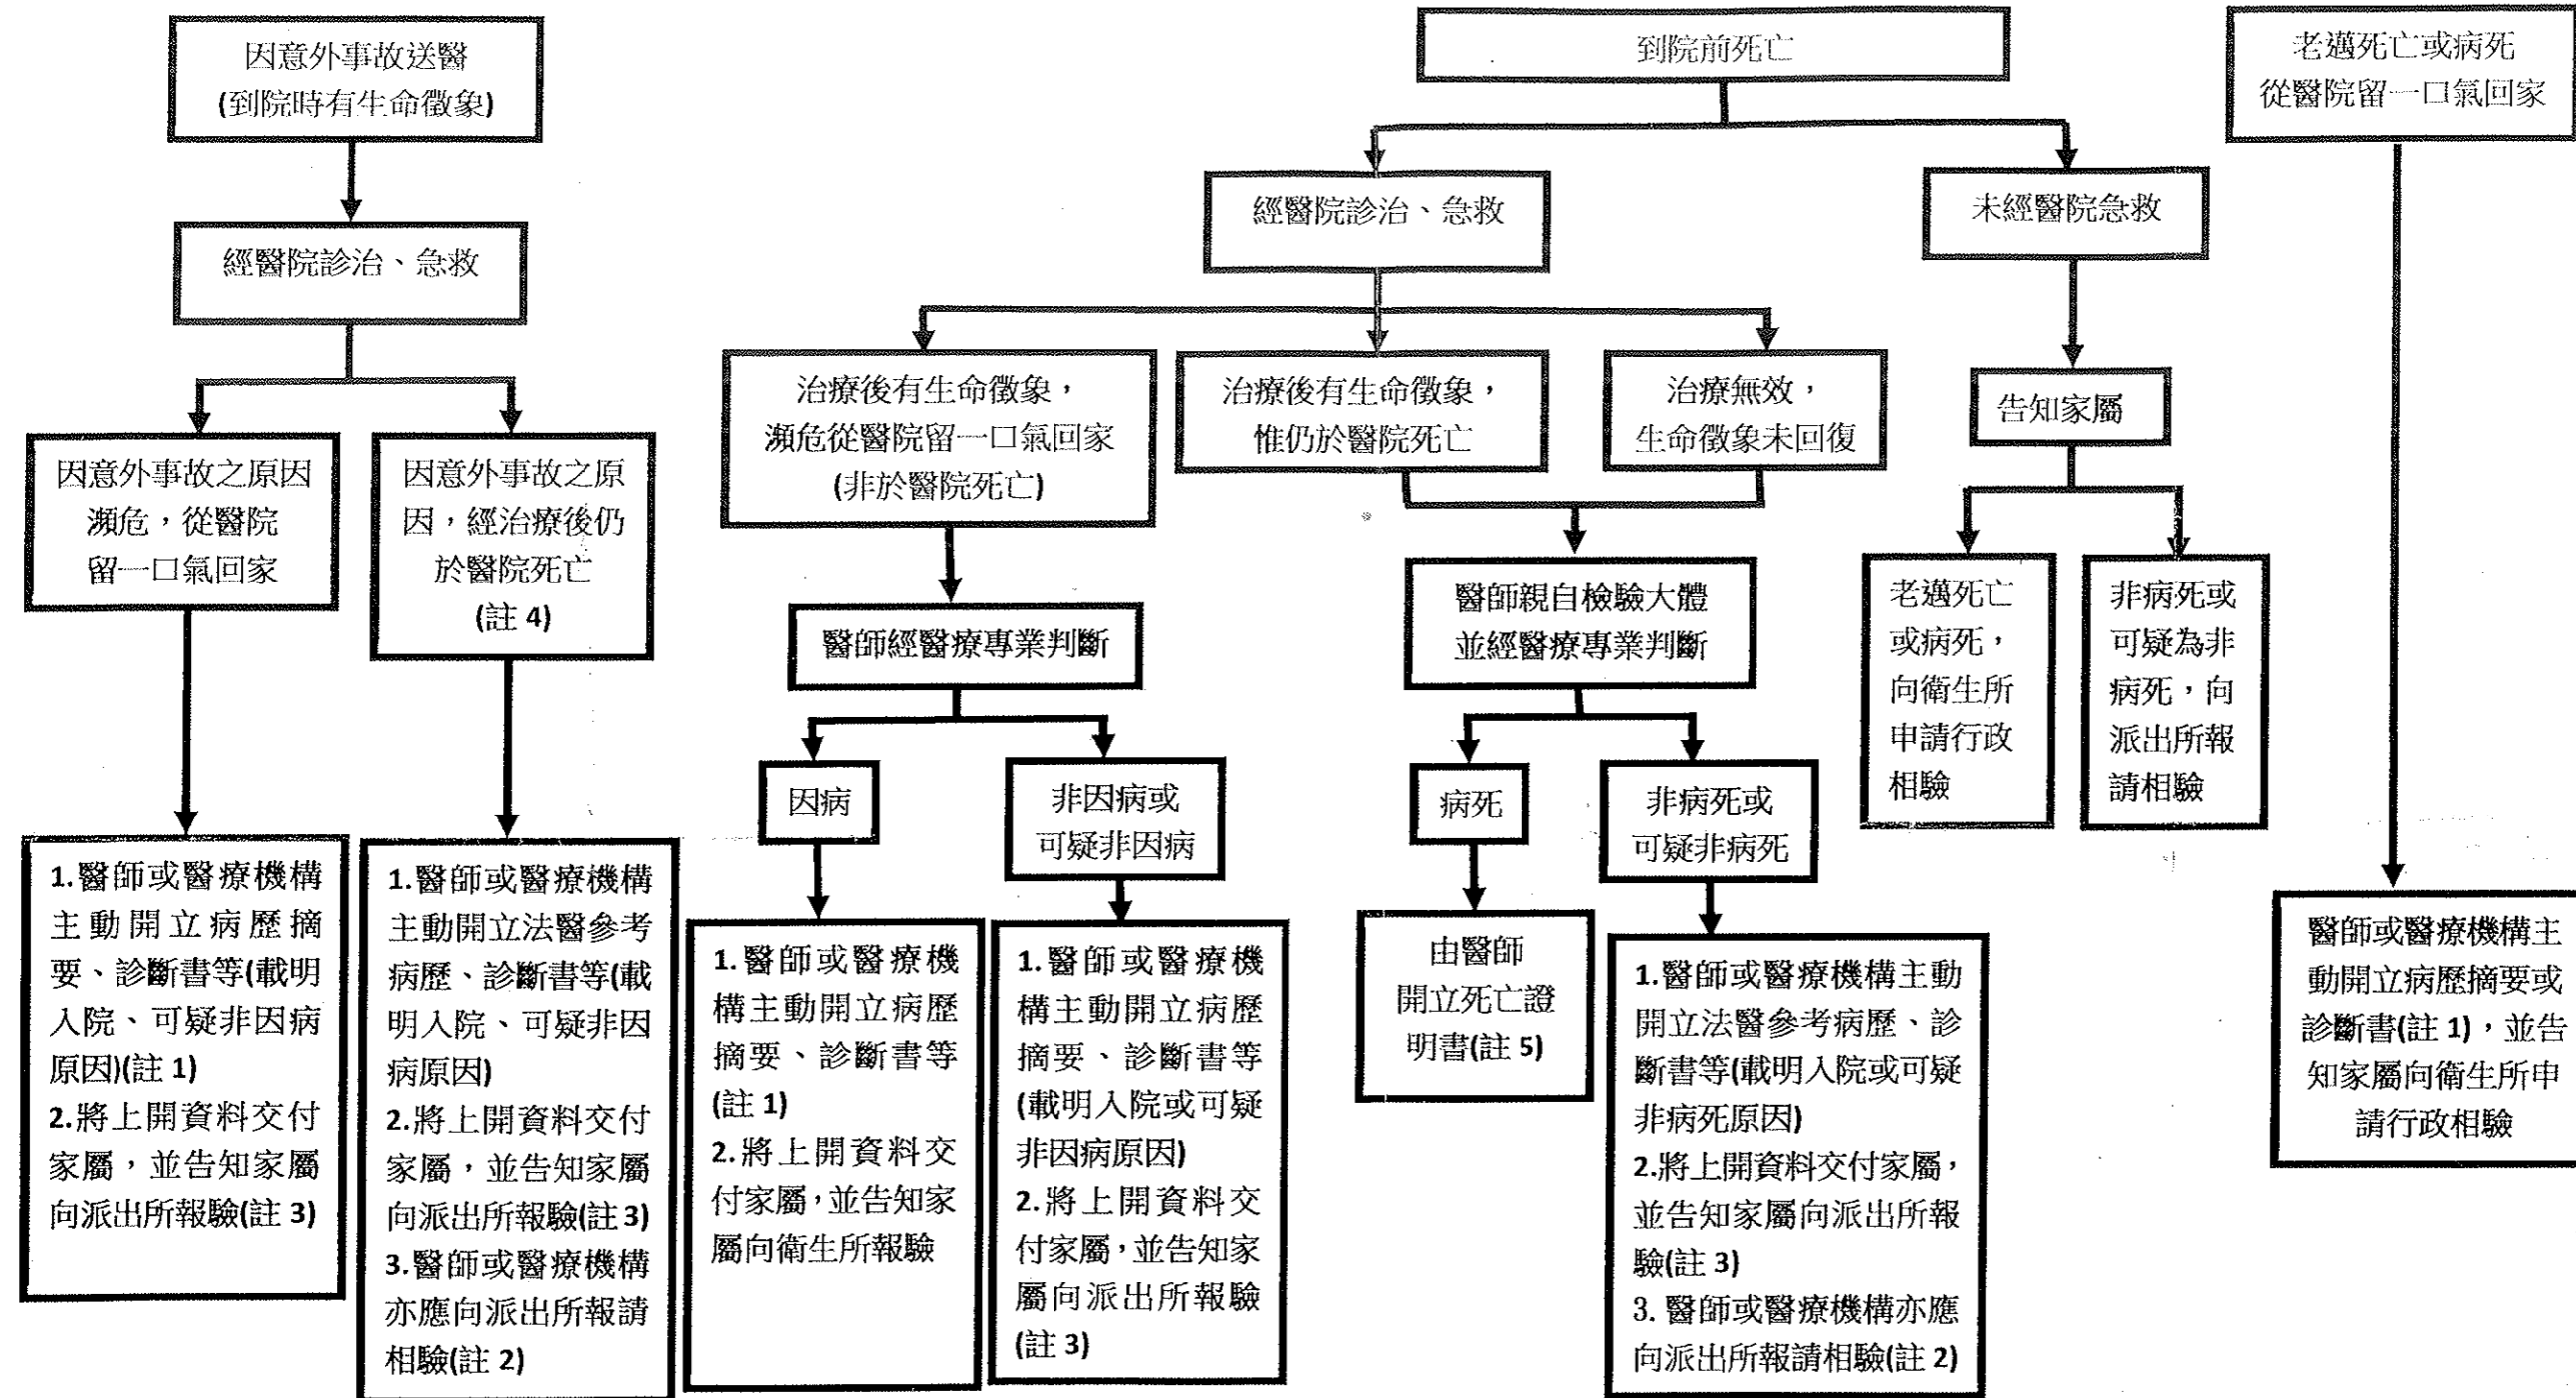 因意外事故送醫
(到院時有生命徵象)
經醫院診治、急救
因意外事故之原因
瀕危，從醫院
留一口氣回家
因意外事故之原
因，經治療後仍
於醫院死亡
(註 4)
1.醫師或醫療機構
主動開立病歷摘
要、診斷書等(載明
入院、可疑非因病
原因)(註 1)
2.將上開資料交付
家屬，並告知家屬
向派出所報驗(註 3)
1.醫師或醫療機構
主動開立法醫參考
病歷、診斷書等(載
明入院、可疑非因
病原因)
2.將上開資料交付
家屬，並告知家屬
向派出所報驗(註 3)
3.醫師或醫療機構
亦應向派出所報請
相驗(註 2)
到院前死亡
經醫院診治、急救
未經醫院急救
治療後有生命徵象，
瀕危從醫院留一口氣回家
(非於醫院死亡)
治療後有生命徵象，
惟仍於醫院死亡
治療無效，
生命徵象未回復
告知家屬
醫師經醫療專業判斷
醫師親自檢驗大體
並經醫療專業判斷
老邁死亡
或病死，
向衛生所
申請行政
相驗
非病死或
可疑為非
病死，向
派出所報
請相驗
因病
非因病或
可疑非因病
病死
非病死或
可疑非病死
1.醫師或醫療機
構主動開立病歷
摘要、診斷書等
(註 1)
2.將上開資料交
付家屬，並告知家
屬向衛生所報驗
1.醫師或醫療機
構主動開立病歷
摘要、診斷書等
(載明入院或可疑
非因病原因)
2.將上開資料交
付家屬，並告知家
屬向派出所報驗
(註 3)
由醫師
開立死亡證
明書(註 5)
1.醫師或醫療機構主動
開立法醫參考病歷、診
斷書等(載明入院或可疑
非病死原因)
2.將上開資料交付家屬，
並告知家屬向派出所報
驗(註 3)
3. 醫師或醫療機構亦應
向派出所報請相驗(註 2)
老邁死亡或病死
從醫院留一口氣回家
醫師或醫療機構主
動開立病歷摘要或
診斷書(註 1)，並告
知家屬向衛生所申
請行政相驗